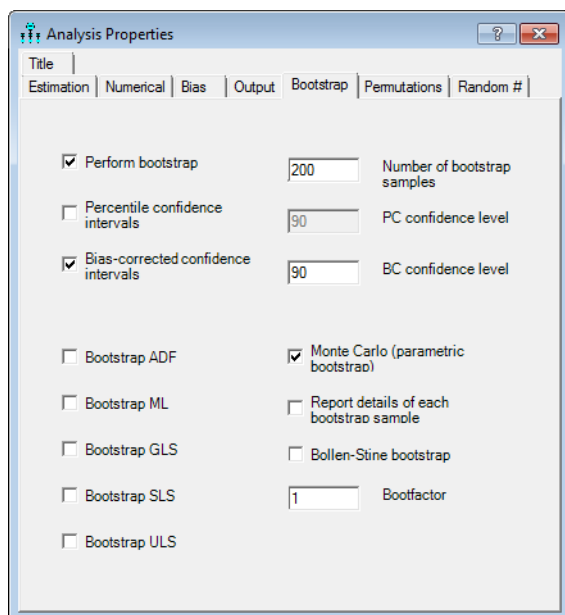 Analysis Properties
Title
Estimation Numerical Bias Output Bootstrap Permutations Random #
Perform bootstrap
200
Number of bootstrap
samples
Percentile confidence
intervals
90
PC confidence level
Bias-corrected confidence
intervals
90
BC confidence level
Bootstrap ADF
Monte Carlo (parametric
bootstrap)
Bootstrap ML
Report details of each
bootstrap sample
Bootstrap GLS
Bollen-Stine bootstrap
Bootstrap SLS
1
Bootfactor
Bootstrap ULS